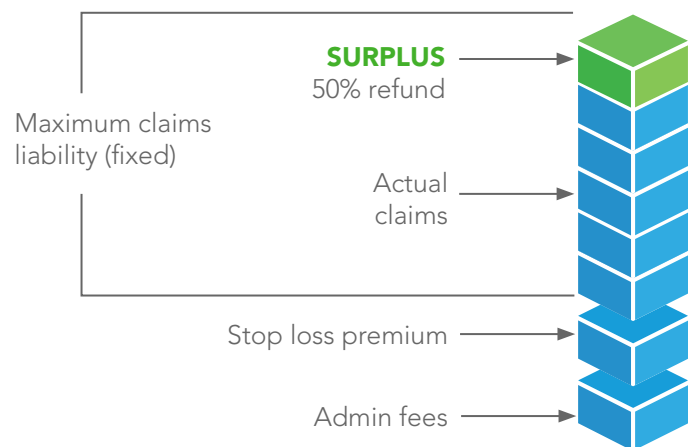 SURPLUS
50% refund
Maximum claims
liability (fixed)
Actual
claims
Stop loss premium
Admin fees